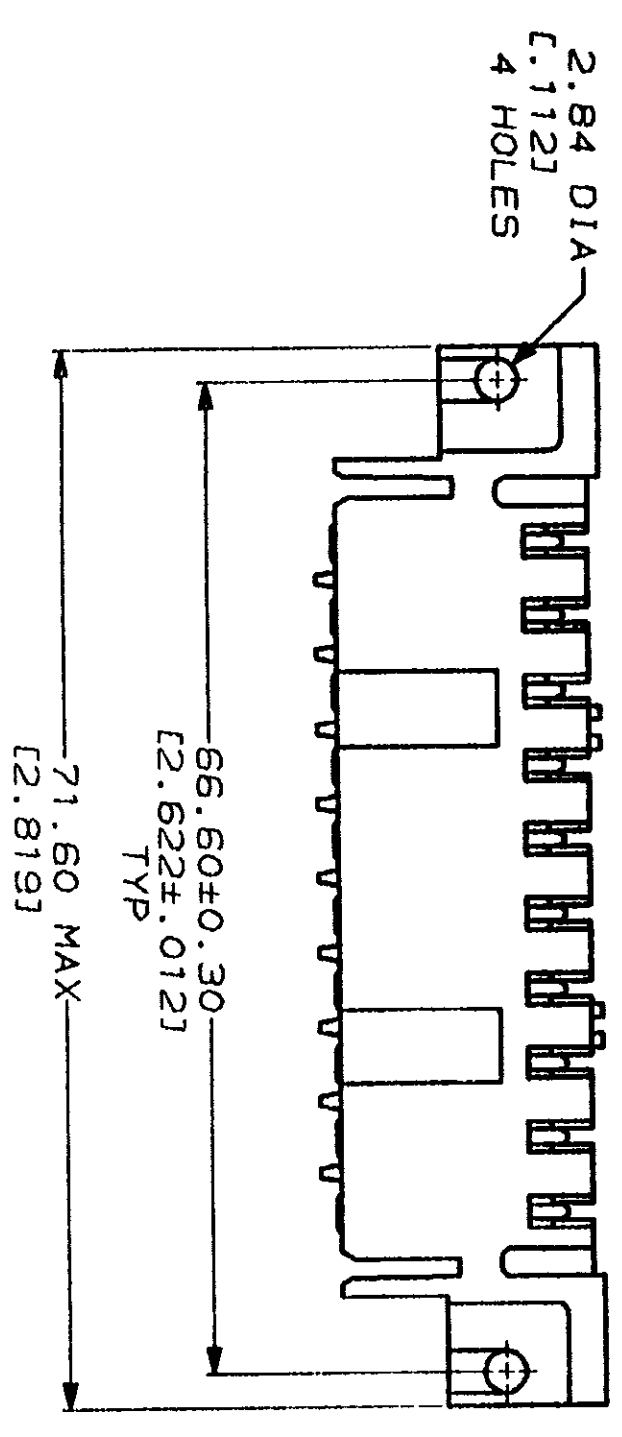 2.84 DIA
[.112]
4 HOLES
66.60±0.30
[2.622±.012]
TYP
71.60 MAX
[2.819]